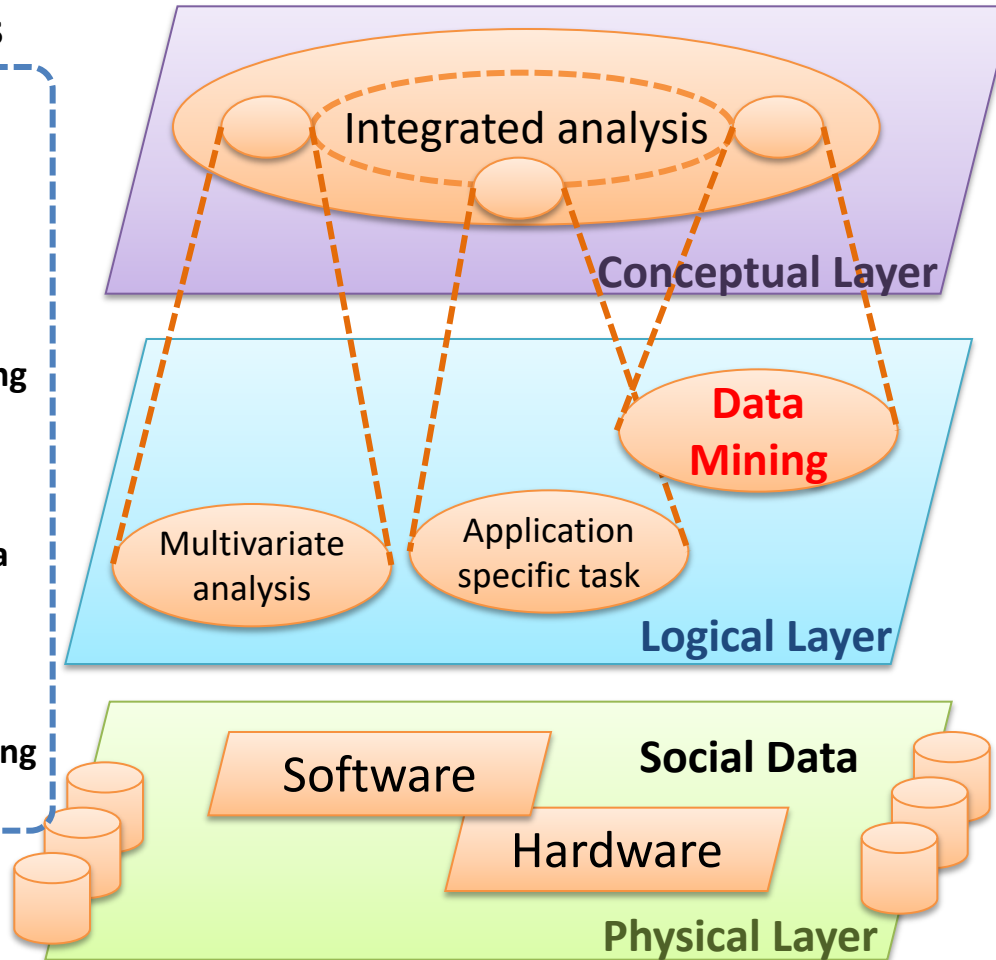 Integrated analysis
Conceptual Layer
Data
Mining
Multivariate
analysis
Application
specific task
Logical Layer
Software
Social Data
Hardware
Physical Layer